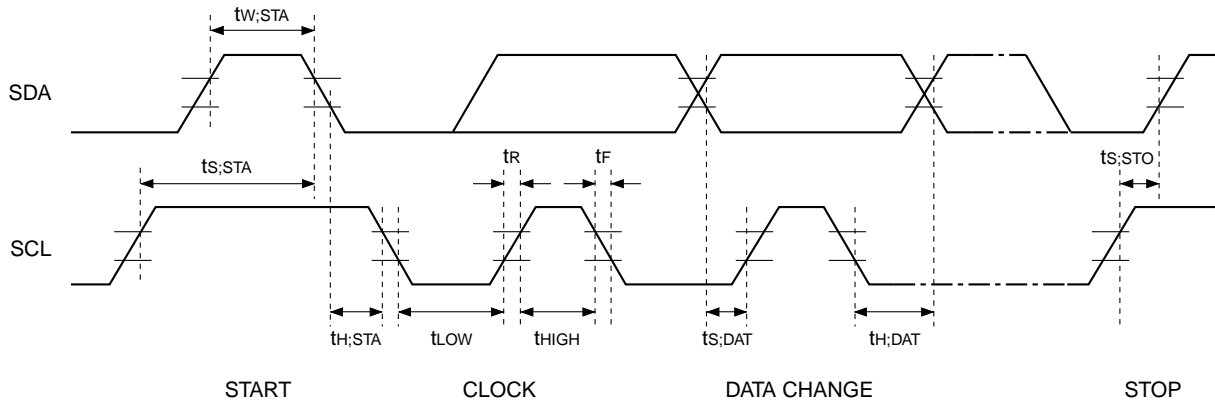 tW;STA
SDA
tS;STA
tR
tF
tS;STO
SCL
tH;STA
tLOW
tHIGH
tS;DAT
tH;DAT
START
CLOCK
DATA CHANGE
STOP